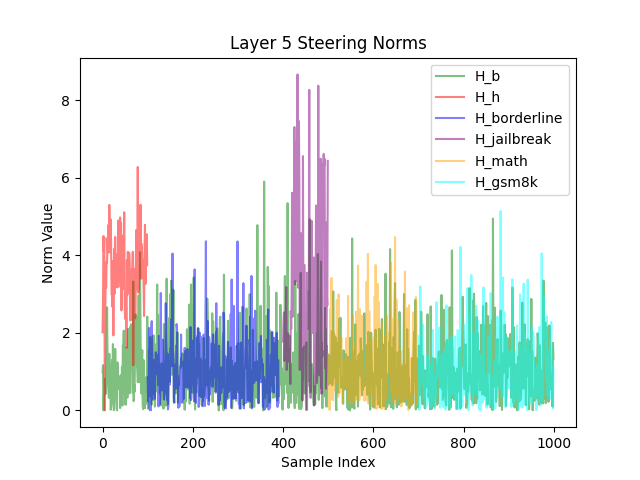 Layer 5 Steering Norms
H_b
H_h
H_borderline
H_jailbreak
H_math
H_gsm8k
Norm Value
8
6
4
2
0
0 200 400 600 800 1000
Sample Index